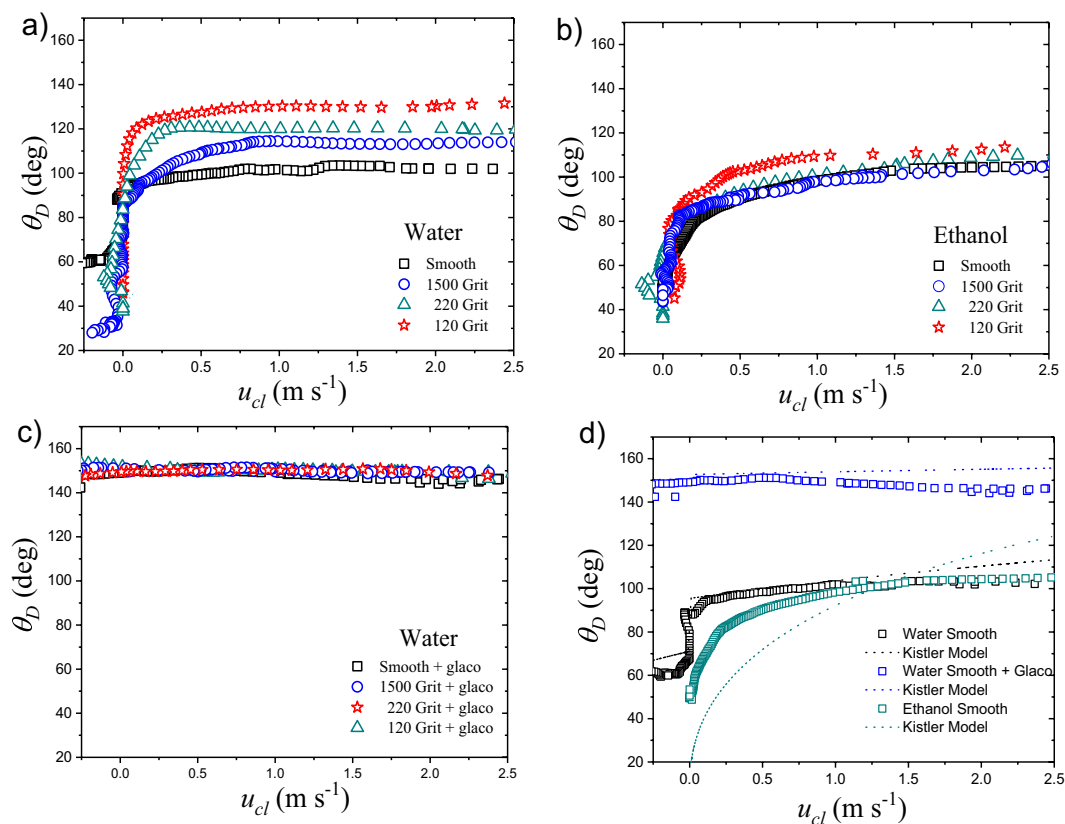 a)
160
140
120
100
80
60
40
20
θD (deg)
Water
Smooth
1500 Grit
220 Grit
120 Grit
0.0 0.5 1.0 1.5 2.0 2.5
ucl (m s-1)
b)
160
140
120
100
80
60
40
20
θD (deg)
Ethanol
Smooth
1500 Grit
220 Grit
120 Grit
0.0 0.5 1.0 1.5 2.0 2.5
ucl (m s-1)
c)
160
140
120
100
80
60
40
20
θD (deg)
Water
Smooth + glaco
1500 Grit + glaco
220 Grit + glaco
120 Grit + glaco
0.0 0.5 1.0 1.5 2.0 2.5
ucl (m s-1)
d)
160
140
120
100
80
60
40
20
θD (deg)
Water Smooth
Kistler Model
Water Smooth + Glaco
Kistler Model
Ethanol Smooth
Kistler Model
0.0 0.5 1.0 1.5 2.0 2.5
ucl (m s-1)